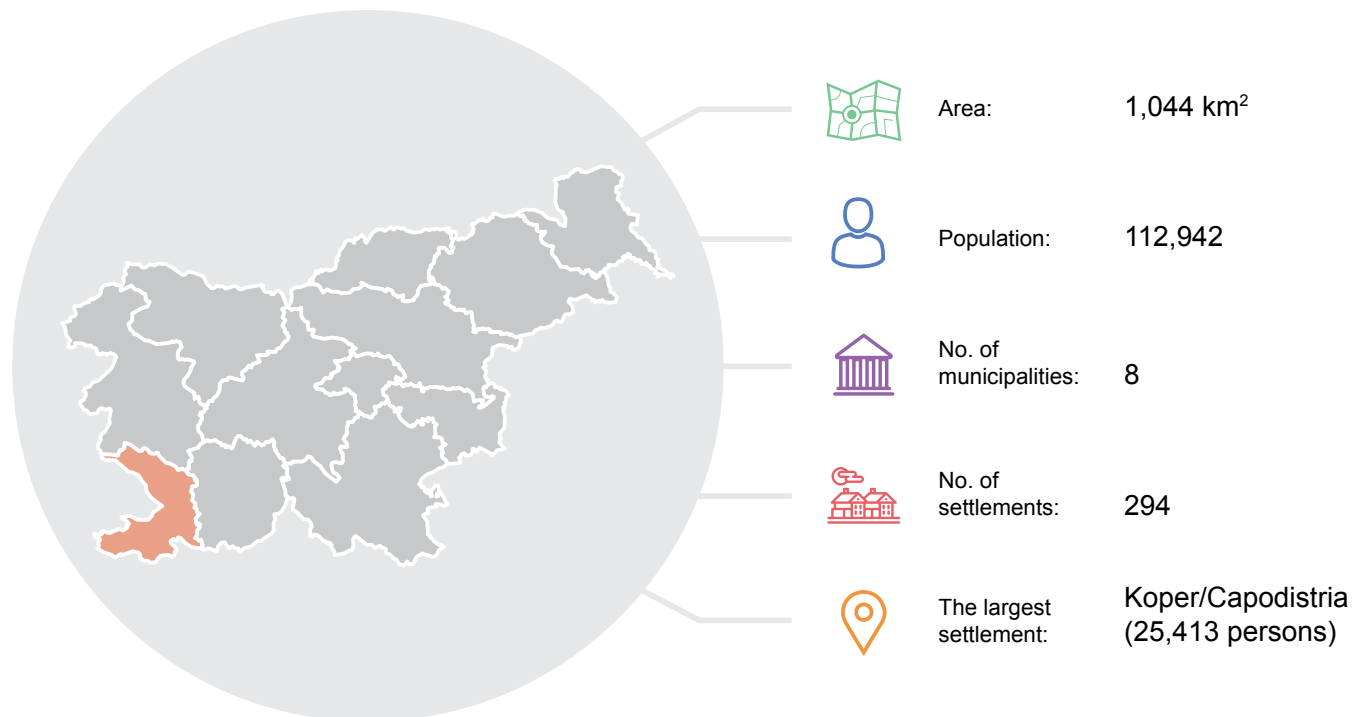 Area: 1,044 km²
Population: 112,942
No. of
municipalities: 8
No. of
settlements: 294
The largest
settlement:
Koper/Capodistria
(25,413 persons)